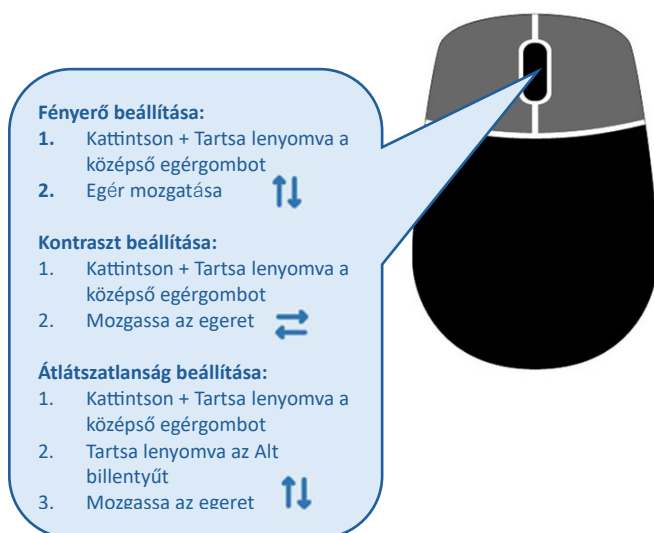 Fényerő beállítása:
1. Kattintson + Tartsa lenyomva a
középső egérgombot
2. Egér mozgatása
Kontraszt beállítása:
1. Kattintson + Tartsa lenyomva a
középső egérgombot
2. Mozgassa az egeret
Átlátszatlanság beállítása:
1. Kattintson + Tartsa lenyomva a
középső egérgombot
2. Tartsa lenyomva az Alt
billentyűt
3. Mozgassa az egeret